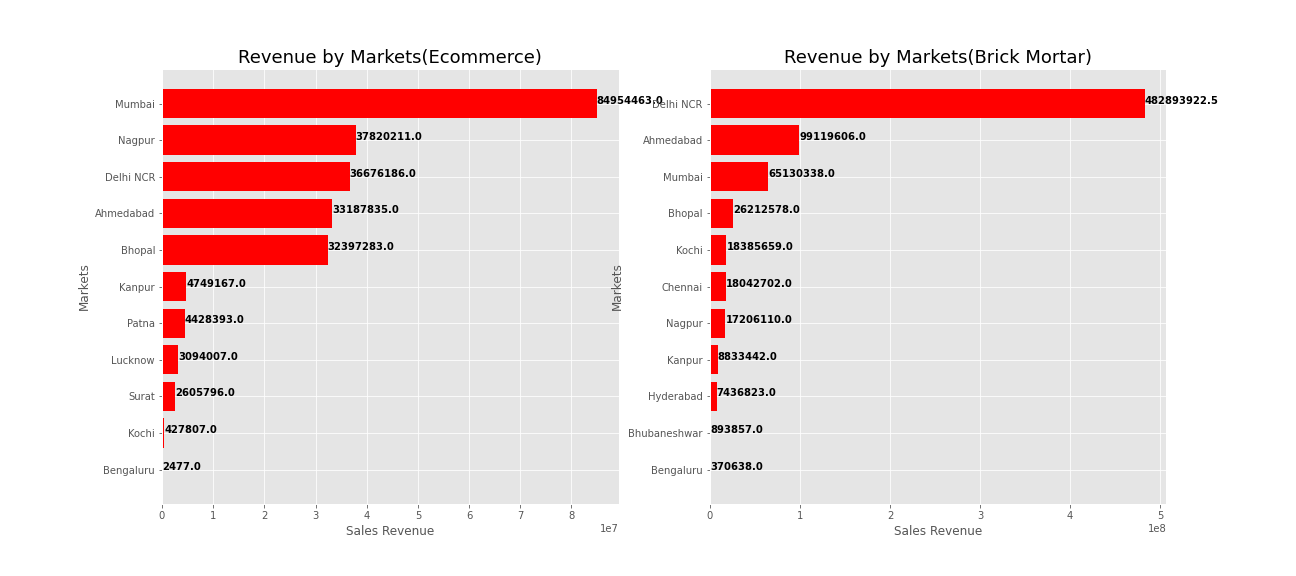 Revenue by Markets(Ecommerce)
Markets
Mumbai 84954463.0
Nagpur 37820211.0
Delhi NCR 36676186.0
Ahmedabad 33187835.0
Bhopal 32397283.0
Kanpur 4749167.0
Patna 4428393.0
Lucknow 3094007.0
Surat 2605796.0
Kochi 427807.0
Bengaluru 2477.0
0 1 2 3 4 5 6 7 8
1e7
Sales Revenue
Revenue by Markets(Brick Mortar)
Markets
Delhi NCR 482893922.5
Ahmedabad 99119606.0
Mumbai 65130338.0
Bhopal 26212578.0
Kochi 18385659.0
Chennai 18042702.0
Nagpur 17206110.0
Kanpur 8833442.0
Hyderabad 7436823.0
Bhubaneshwar 893857.0
Bengaluru 370638.0
0 1 2 3 4 5
1e8
Sales Revenue